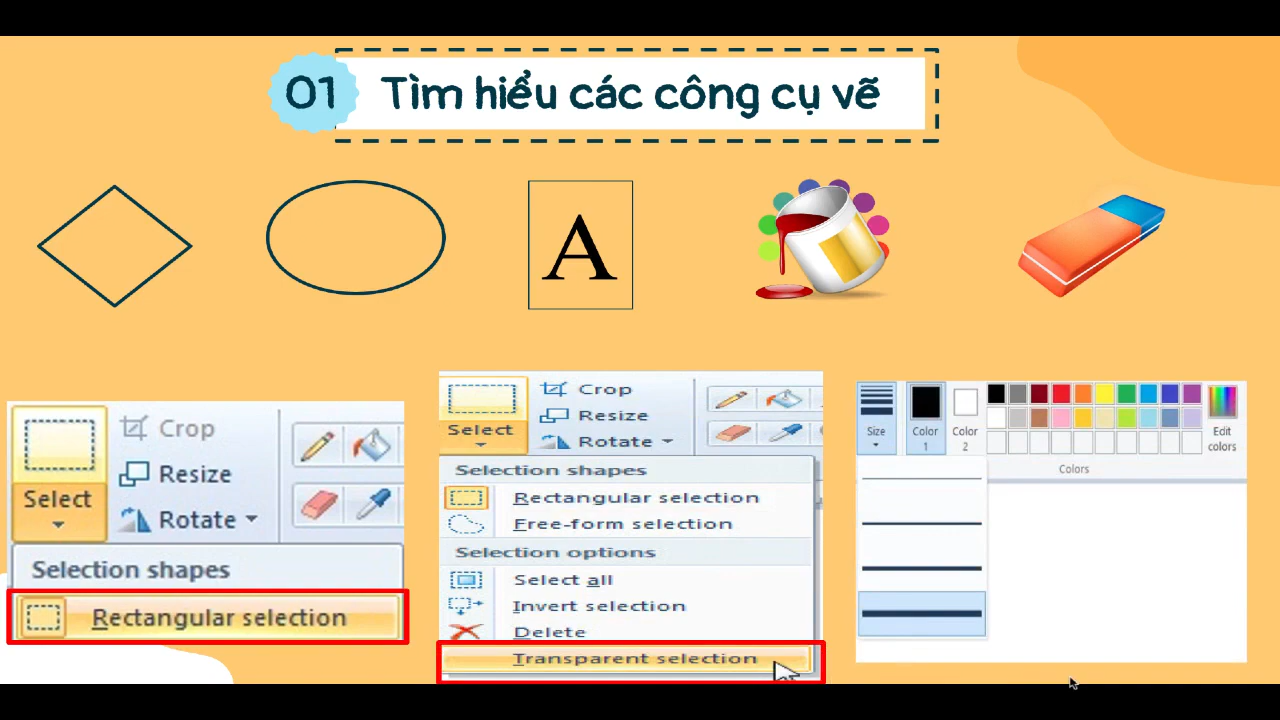 01 Tìm hiểu các công cụ vẽ
A
Crop
Resize
Select
Rotate
Selection shapes
Rectangular selection
Crop
Resize
Select
Rotate
Selection shapes
Rectangular selection
Free-form selection
Selection options
Select all
Invert selection
Delete
Transparent selection
Size
Color 1
Color 2
Edit colors
Colors